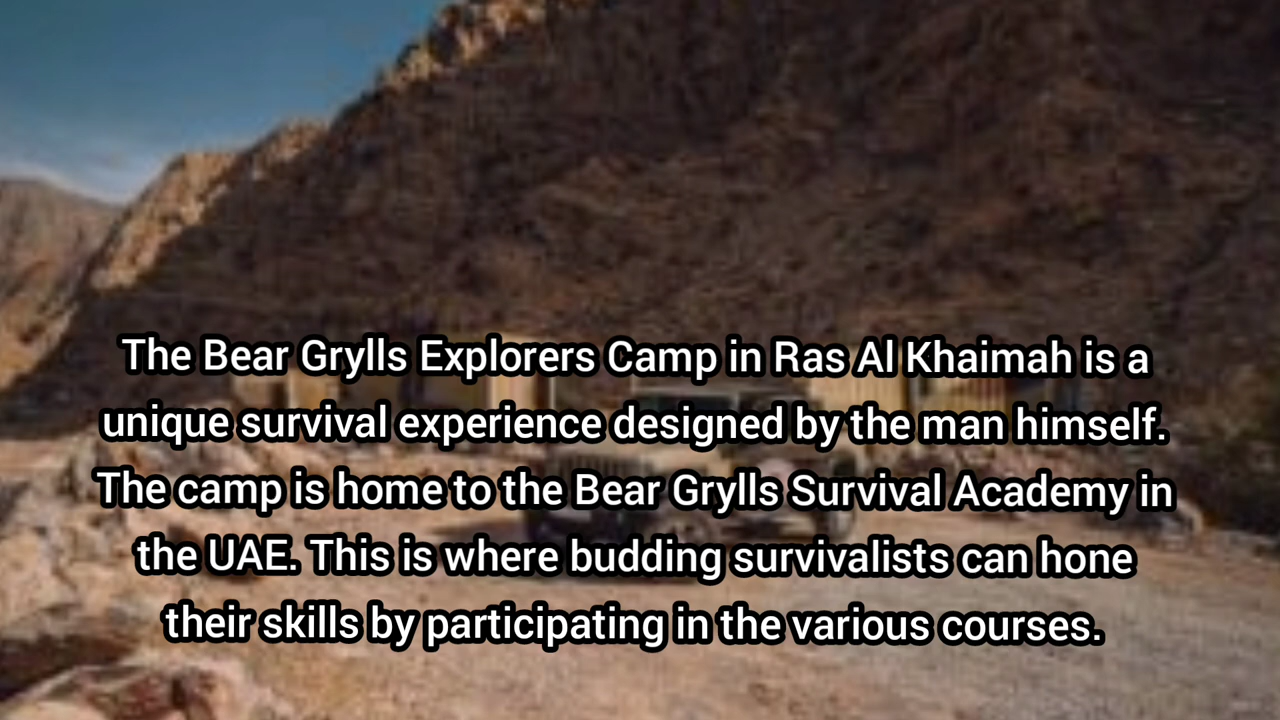 The Bear Grylls Explorers Camp in Ras Al Khaimah is a
unique survival experience designed by the man himself.
The camp is home to the Bear Grylls Survival Academy in
the UAE. This is where budding survivalists can hone
their skills by participating in the various courses.